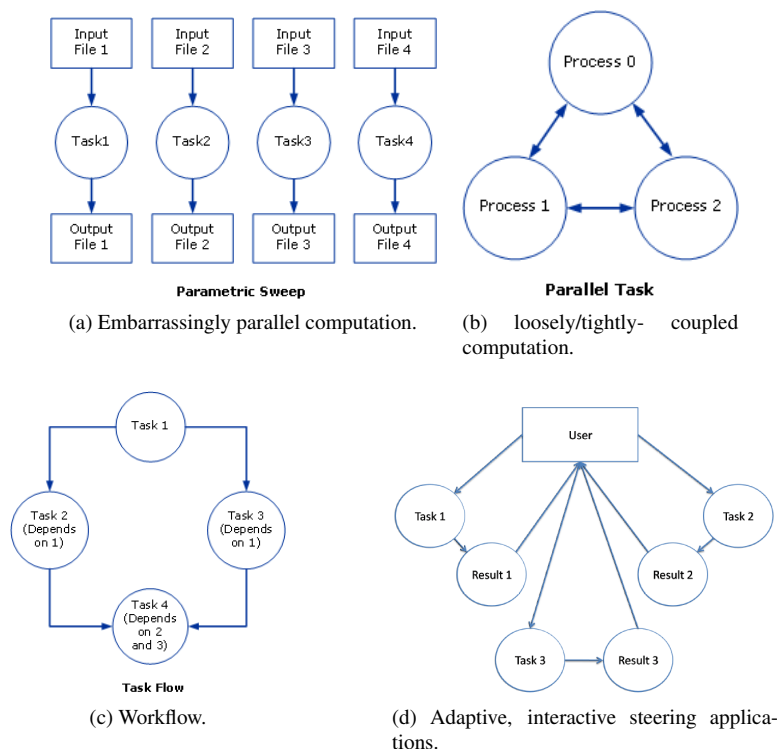 Input
File 1
Input
File 2
Input
File 3
Input
File 4
Task1
Task2
Task3
Task4
Output
File 1
Output
File 2
Output
File 3
Output
File 4
Parametric Sweep
(a) Embarrassingly parallel computation.
Process 0
Process 1
Process 2
Parallel Task
(b) loosely/tightly- coupled
computation.
Task 1
Task 2
(Depends
on 1)
Task 3
(Depends
on 1)
Task 4
(Depends
on 2
and 3)
Task Flow
(c) Workflow.
User
Task 1
Task 2
Result 1
Result 2
Task 3
Result 3
(d) Adaptive, interactive steering applica-
tions.